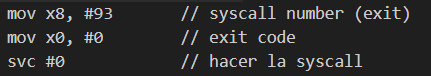 mov x8, #93         // syscall number (exit)
mov x0, #0          // exit code
svc #0              // hacer la syscall